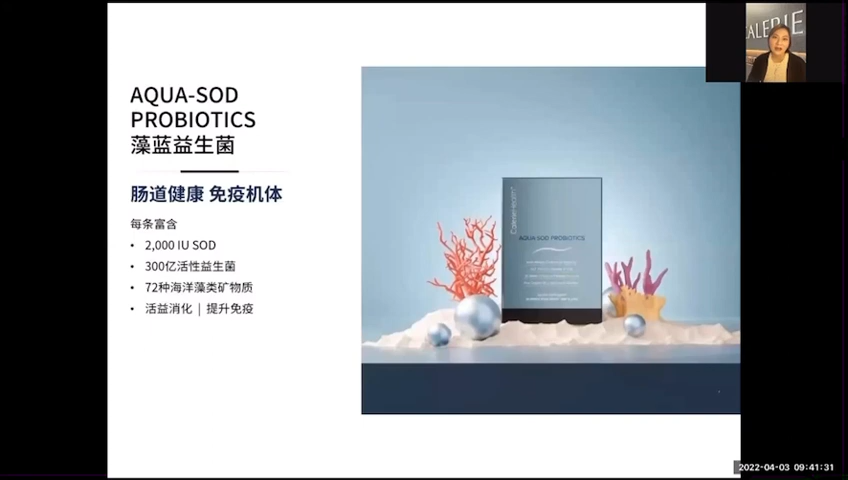 AQUA-SOD
PROBIOTICS
藻蓝益生菌
肠道健康 免疫机体
每条富含
• 2,000 IU SOD
• 300亿活性益生菌
• 72种海洋藻类矿物质
• 活益消化 | 提升免疫
AQUA-SOD PROBIOTICS
2022-04-03 09:41:31